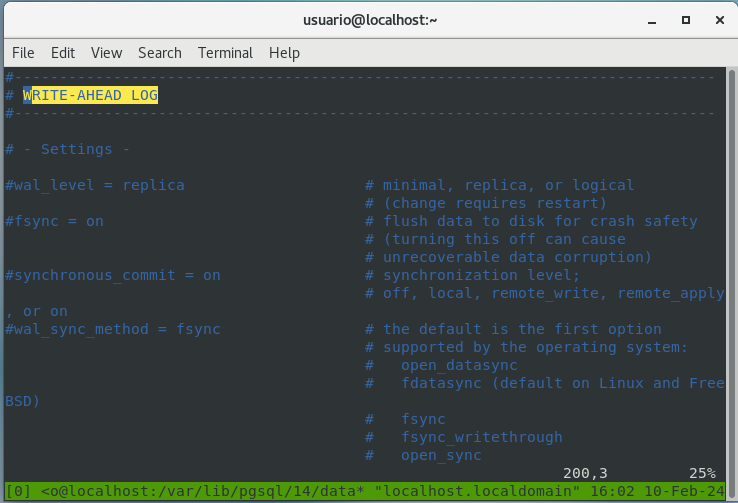 usuario@localhost:~
File Edit View Search Terminal Help
#------------------------------------------------------------------------------
# WRITE-AHEAD LOG
#------------------------------------------------------------------------------
# - Settings -
#wal_level = replica # minimal, replica, or logical
# (change requires restart)
#fsync = on # flush data to disk for crash safety
# (turning this off can cause
# unrecoverable data corruption)
#synchronous_commit = on # synchronization level;
# off, local, remote_write, remote_apply
, or on
#wal_sync_method = fsync # the default is the first option
# supported by the operating system:
# open_datasync
# fdatasync (default on Linux and Free
BSD)
# fsync
# fsync_writethrough
# open_sync
200,3 25%
[0] <o@localhost:/var/lib/pgsql/14/data* "localhost.localdomain" 16:02 10-Feb-24